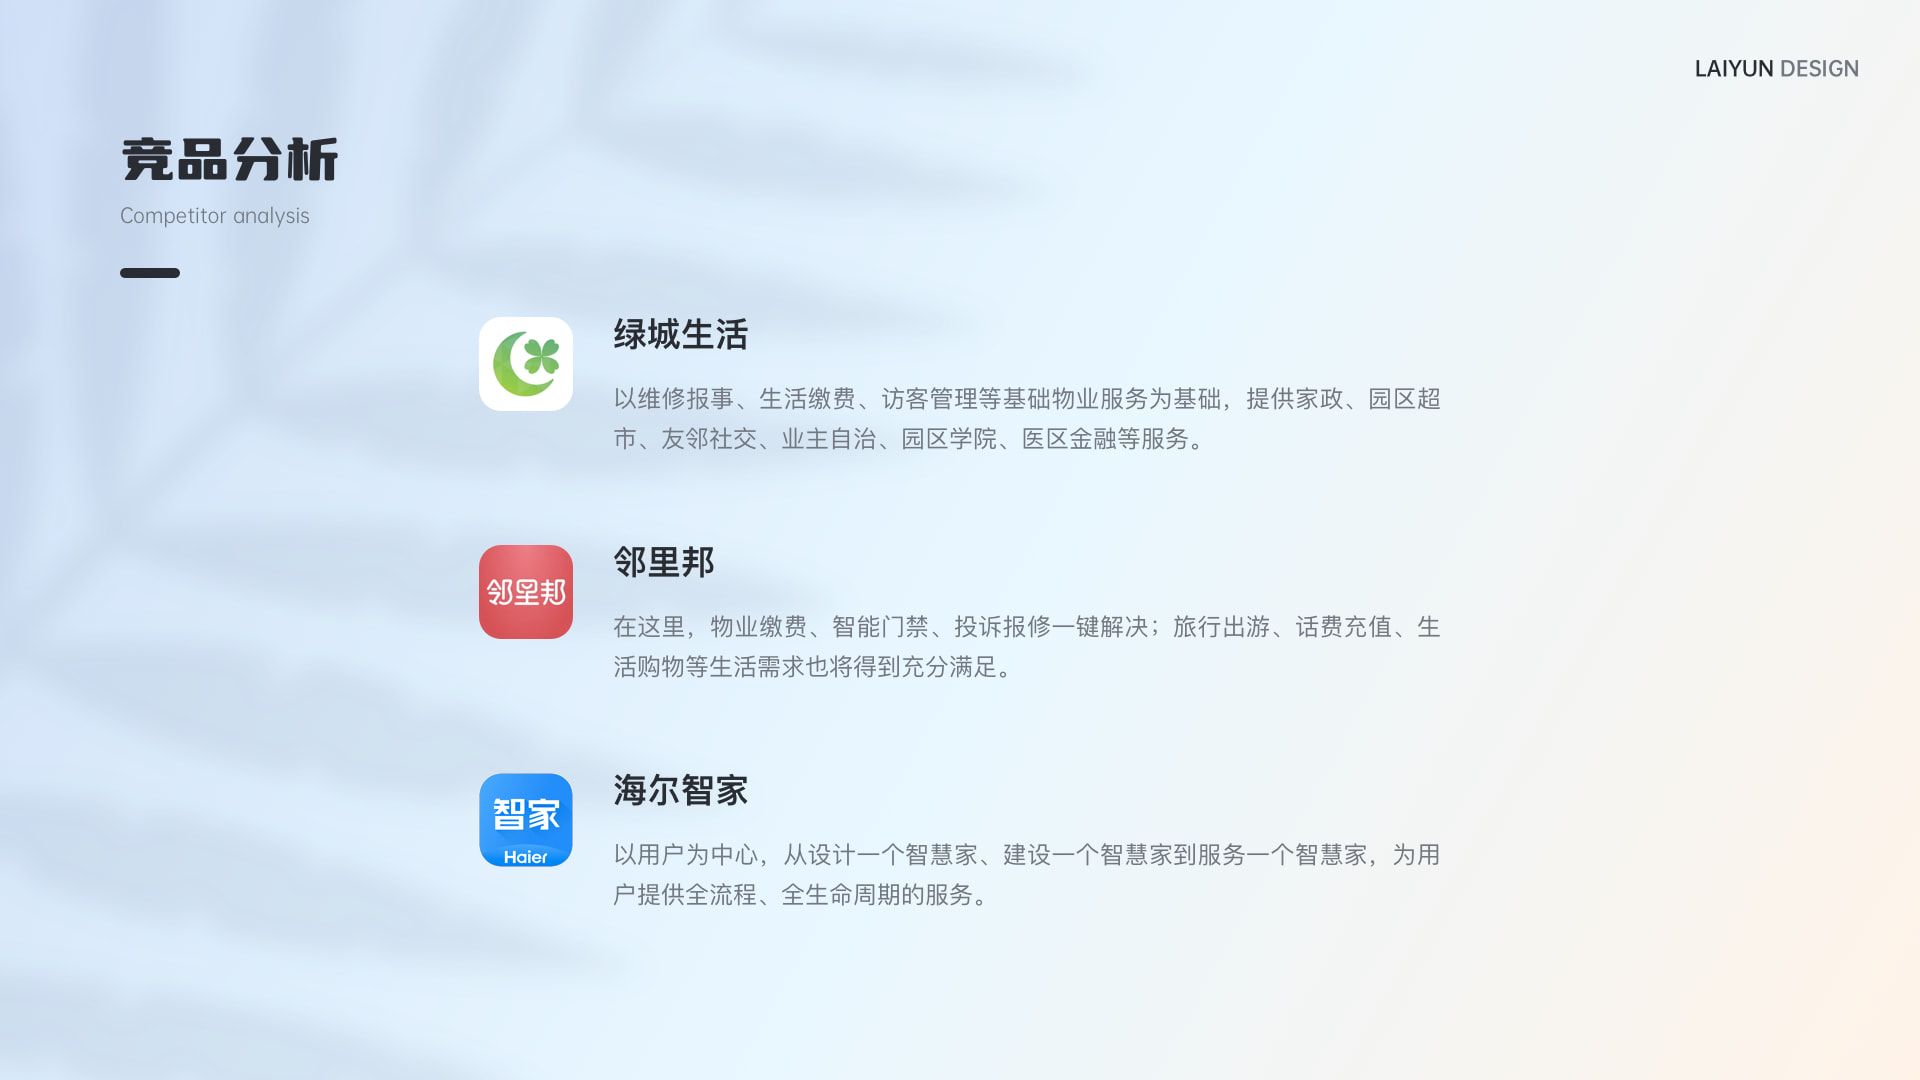 LAIYUN DESIGN
竞品分析
Competitor analysis
绿城生活
以维修报事、生活缴费、访客管理等基础物业服务为基础，提供家政、园区超
市、友邻社交、业主自治、园区学院、医区金融等服务。
邻里邦
邻里邦
在这里，物业缴费、智能门禁、投诉报修一键解决；旅行出游、话费充值、生
活购物等生活需求也将得到充分满足。
智家
Haier
海尔智家
以用户为中心，从设计一个智慧家、建设一个智慧家到服务一个智慧家，为用
户提供全流程、全生命周期的服务。